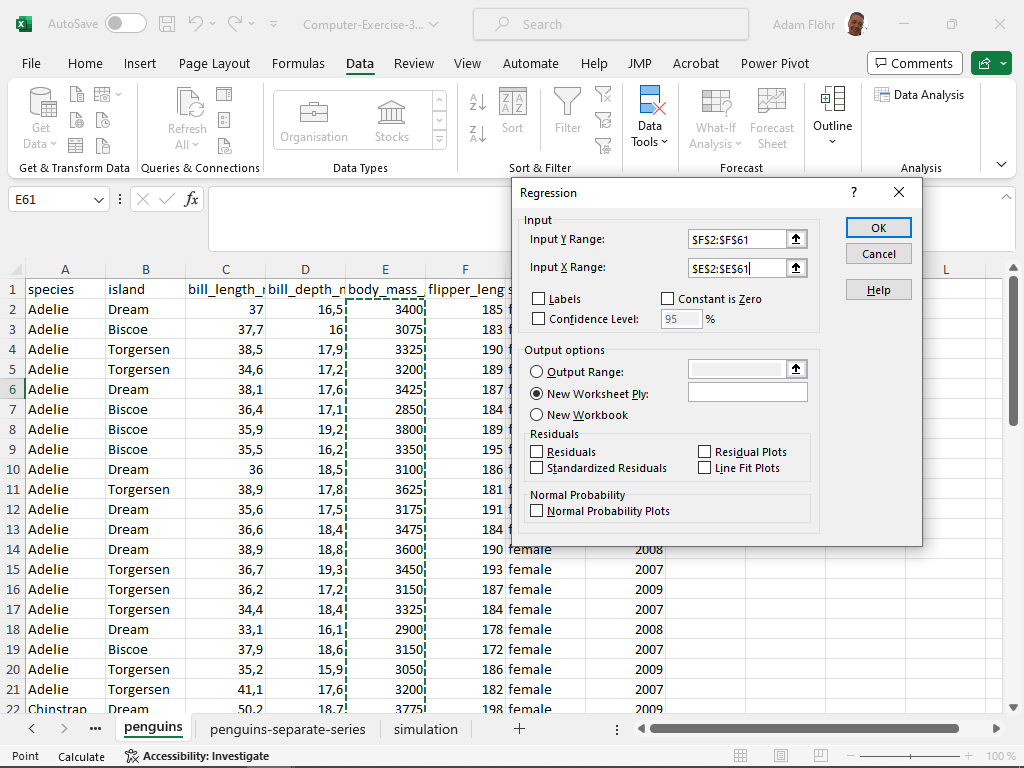 AutoSave Computer-Exercise-3... Search Adam Flöhr
File Home Insert Page Layout Formulas Data Review View Automate Help JMP Acrobat Power Pivot Comments
Get Data Refresh All Organisation Stocks Sort Filter Data Tools What-If Analysis Forecast Sheet Outline Data Analysis
Get & Transform Data Queries & Connections Data Types Sort & Filter Forecast Analysis
E61 fx
Regression ? X
Input
Input Y Range: $F$2:$F$61
Input X Range: $E$2:$E$61
Labels Constant is Zero
Confidence Level: 95 %
Output options
Output Range:
New Worksheet Ply:
New Workbook
Residuals
Residuals Residual Plots
Standardized Residuals Line Fit Plots
Normal Probability
Normal Probability Plots
OK
Cancel
Help
A B C D E F L
1 species island bill_length_ bill_depth_ body_mass_ flipper_leng
2 Adelie Dream 37 16,5 3400 185 f
3 Adelie Biscoe 37,7 16 3075 183 f
4 Adelie Torgersen 38,5 17,9 3325 190 f
5 Adelie Torgersen 34,6 17,2 3200 189 f
6 Adelie Dream 38,1 17,6 3425 187 f
7 Adelie Biscoe 36,4 17,1 2850 184 f
8 Adelie Biscoe 35,9 19,2 3800 189 f
9 Adelie Biscoe 35,5 16,2 3350 195 f
10 Adelie Dream 36 18,5 3100 186 f
11 Adelie Torgersen 38,9 17,8 3625 181 f
12 Adelie Dream 35,6 17,5 3175 191 f
13 Adelie Dream 36,6 18,4 3475 184 f
14 Adelie Dream 38,9 18,8 3600 190 female 2008
15 Adelie Torgersen 36,7 19,3 3450 193 female 2007
16 Adelie Torgersen 36,2 17,2 3150 187 female 2009
17 Adelie Torgersen 34,4 18,4 3325 184 female 2007
18 Adelie Dream 33,1 16,1 2900 178 female 2008
19 Adelie Biscoe 37,9 18,6 3150 172 female 2007
20 Adelie Torgersen 35,2 15,9 3050 186 female 2009
21 Adelie Torgersen 41,1 17,6 3200 182 female 2007
22 Chinstrap Dream 50,2 18,7 3775 198 female 2009
penguins penguins-separate-series simulation
Point Calculate Accessibility: Investigate 100 %